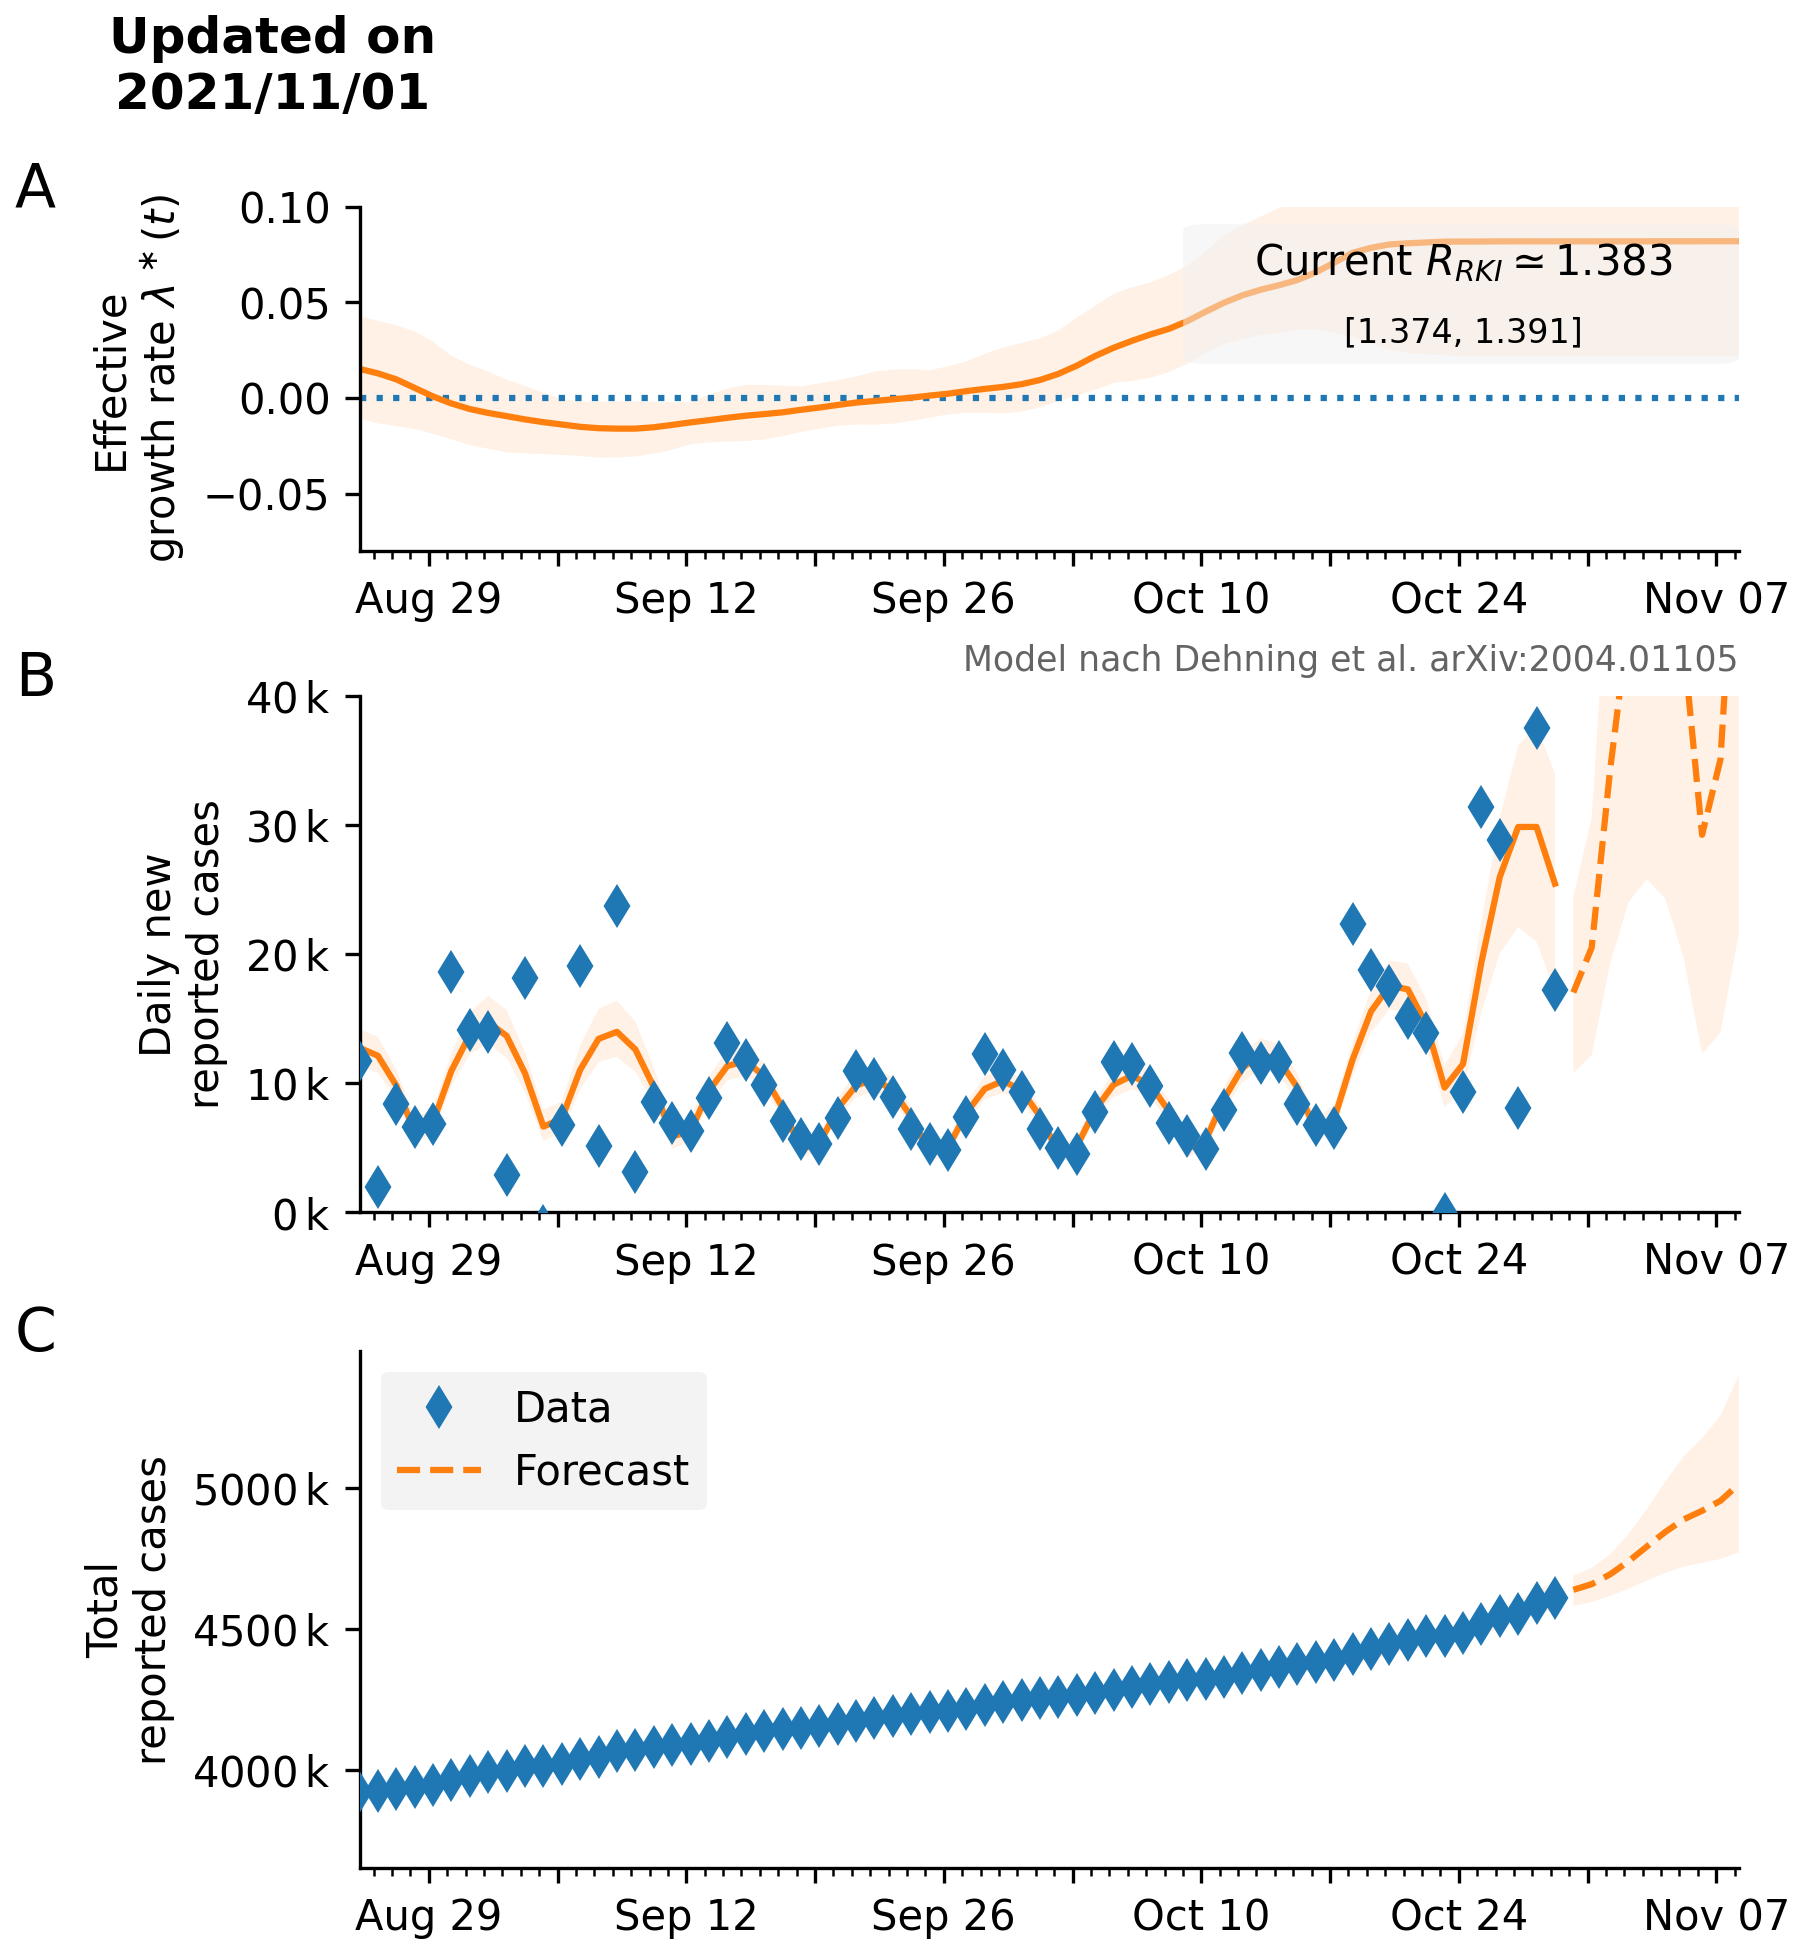 Updated on
2021/11/01
A
Effective
growth rate λ * (t)
0.10
0.05
0.00
−0.05
Current R_RKI ≃ 1.383
[1.374, 1.391]
Aug 29
Sep 12
Sep 26
Oct 10
Oct 24
Nov 07
Model nach Dehning et al. arXiv:2004.01105
B
Daily new
reported cases
40 k
30 k
20 k
10 k
0 k
Aug 29
Sep 12
Sep 26
Oct 10
Oct 24
Nov 07
C
Total
reported cases
Data
Forecast
5000 k
4500 k
4000 k
Aug 29
Sep 12
Sep 26
Oct 10
Oct 24
Nov 07